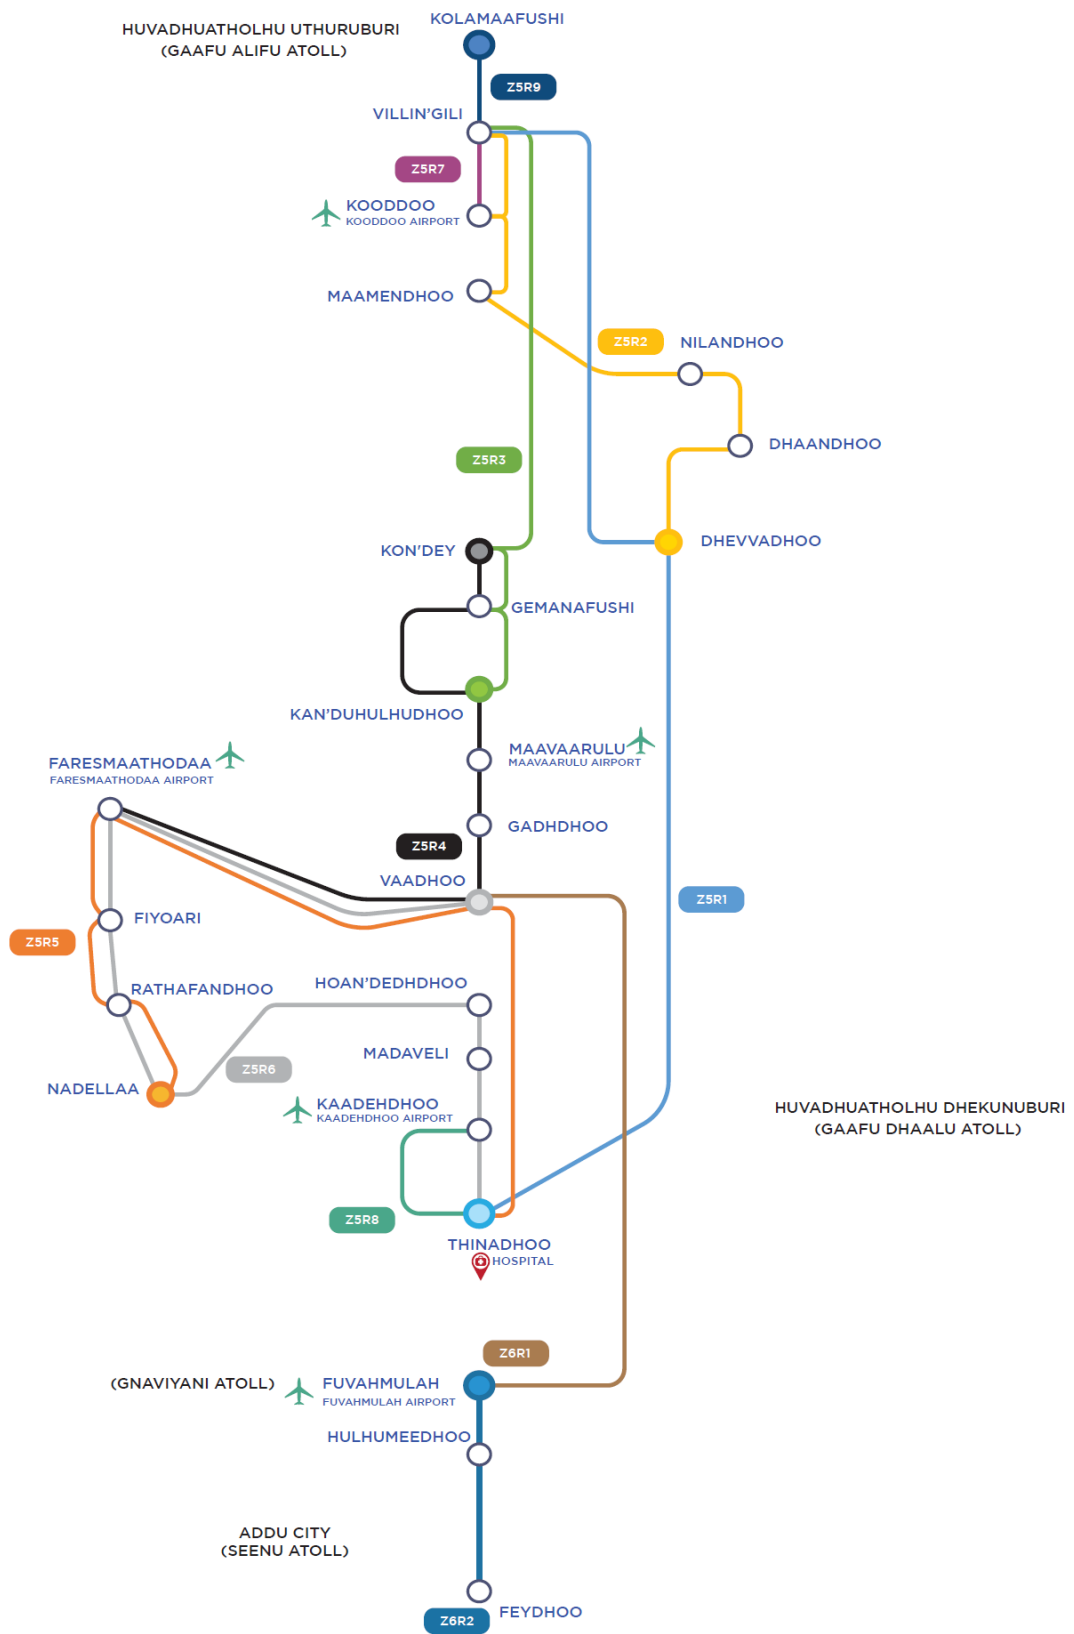 KOLAMAAFUSHI
HUVADHUATHOLHU UTHURUBURI
(GAAFU ALIFU ATOLL)
Z5R9
VILLIN'GILI
Z5R7
KOODDOO
KOODDOO AIRPORT
MAAMENDHOO
Z5R2
NILANDHOO
DHAANDHOO
Z5R3
KON'DEY
DHEVVADHOO
GEMANAFUSHI
KAN'DUHULHUDHOO
MAAVAARULU
MAAVAARULU AIRPORT
FARESMAATHODAA
FARESMAATHODAA AIRPORT
GADHDHOO
Z5R4
VAADHOO
Z5R1
FIYOARI
Z5R5
HOAN'DEDHDHOO
RATHAFANDHOO
MADAVELI
Z5R6
NADELLAA
KAADEHDHOO
KAADEHDHOO AIRPORT
HUVADHUATHOLHU DHEKUNUBURI
(GAAFU DHAALU ATOLL)
Z5R8
THINADHOO
HOSPITAL
Z6R1
(GNAVIYANI ATOLL)
FUVAHMULAH
FUVAHMULAH AIRPORT
HULHUMEEDHOO
ADDU CITY
(SEENU ATOLL)
FEYDHOO
Z6R2